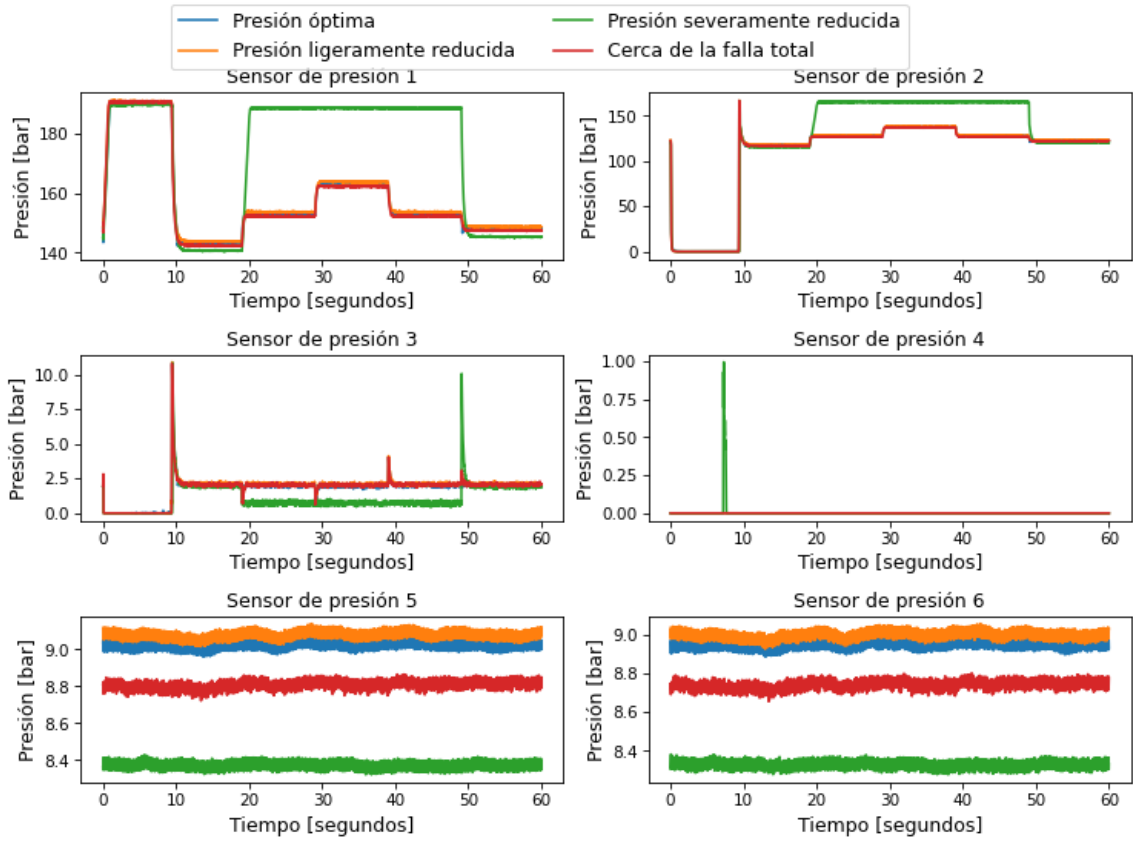 Presión óptima
Presión severamente reducida
Presión ligeramente reducida
Cerca de la falla total
Sensor de presión 1
Sensor de presión 2
180
160
140
Presión [bar]
0 10 20 30 40 50 60
Tiempo [segundos]
150
100
50
0
Presión [bar]
0 10 20 30 40 50 60
Tiempo [segundos]
Sensor de presión 3
Sensor de presión 4
10.0
7.5
5.0
2.5
0.0
Presión [bar]
0 10 20 30 40 50 60
Tiempo [segundos]
1.00
0.75
0.50
0.25
0.00
Presión [bar]
0 10 20 30 40 50 60
Tiempo [segundos]
Sensor de presión 5
Sensor de presión 6
9.0
8.8
8.6
8.4
Presión [bar]
0 10 20 30 40 50 60
Tiempo [segundos]
9.0
8.8
8.6
8.4
Presión [bar]
0 10 20 30 40 50 60
Tiempo [segundos]